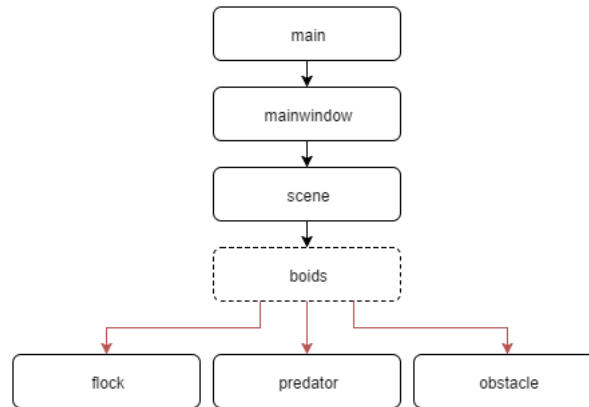 main
mainwindow
scene
boids
flock
predator
obstacle